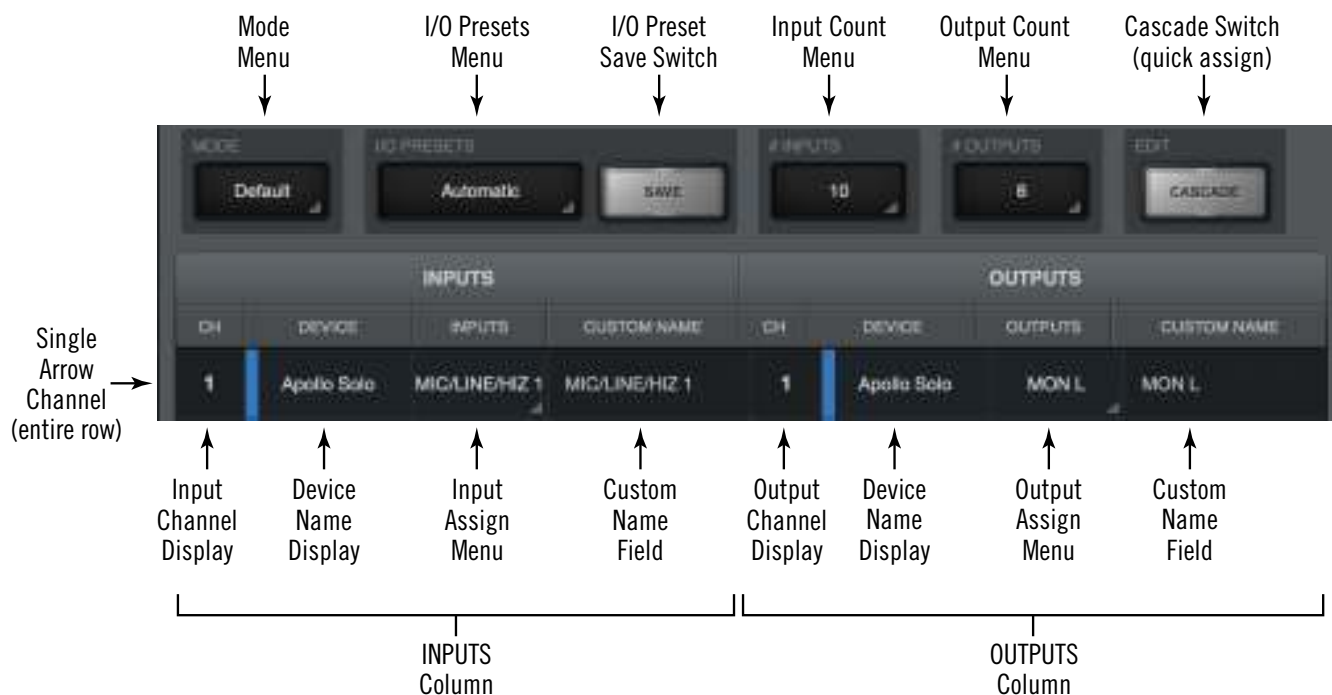 Mode
Menu
I/O Presets
Menu
I/O Preset
Save Switch
Input Count
Menu
Output Count
Menu
Cascade Switch
(quick assign)
MODE
I/O PRESETS
# INPUTS
# OUTPUTS
EDIT
Default
Automatic
SAVE
10
8
CASCADE
INPUTS
OUTPUTS
CH
DEVICE
INPUTS
CUSTOM NAME
CH
DEVICE
OUTPUTS
CUSTOM NAME
Single
Arrow
Channel
(entire row)
1
Apollo Solo
MIC/LINE/HIZ 1
MIC/LINE/HIZ 1
1
Apollo Solo
MON L
MON L
Input
Channel
Display
Device
Name
Display
Input
Assign
Menu
Custom
Name
Field
Output
Channel
Display
Device
Name
Display
Output
Assign
Menu
Custom
Name
Field
INPUTS
Column
OUTPUTS
Column